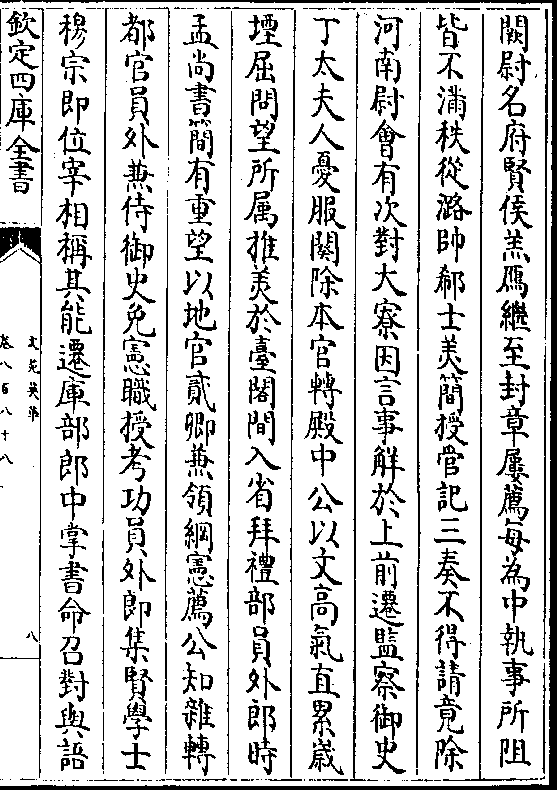 闕尉名府賢侯羔鴈繼至封章屢薦每為中執事所阻
皆不滿秩從潞帥郗士美簡授管記三奏不得請竟除
河南尉會有次對大寮因言事觧於上前遷監察御史
丁太夫人憂服闋除本官轉殿中公以文高氣直累嵗
堙屈問望所属推羙於臺閣間入省拜禮部員外郎時
孟尚書簡有重望以地官貳卿兼領綱憲薦公知雜轉
都官員外兼侍御史免憲職授考功員外郎集賢學士
穆宗即位宰相稱其能遷庫部郎中掌書命召對與語
欽定四庫全書
文苑英華
卷八百八十八
八